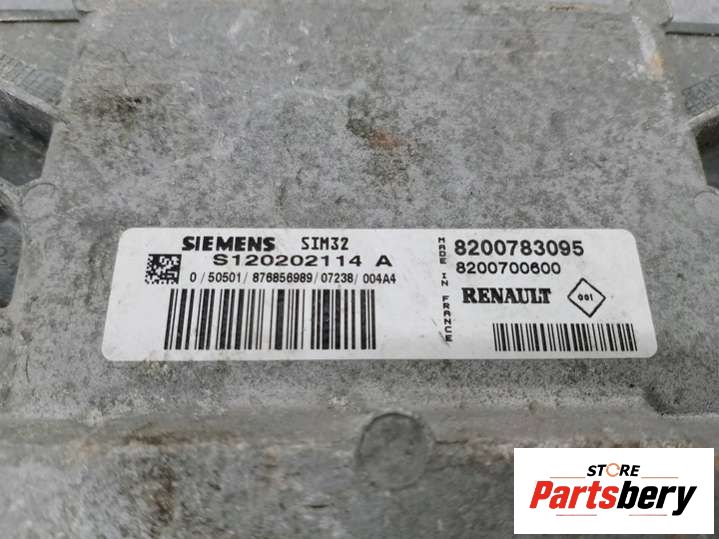 SIEMENS SIM32
S120202114 A
0/50501/876856989/07238/004A4
MADE IN FRANCE
8200783095
8200700600
RENAULT 001
STORE
Partsbery